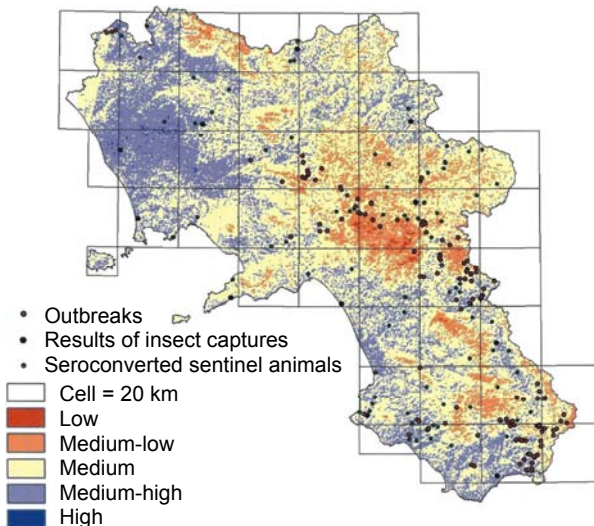 Outbreaks
Results of insect captures
Seroconverted sentinel animals
Cell = 20 km
Low
Medium-low
Medium
Medium-high
High